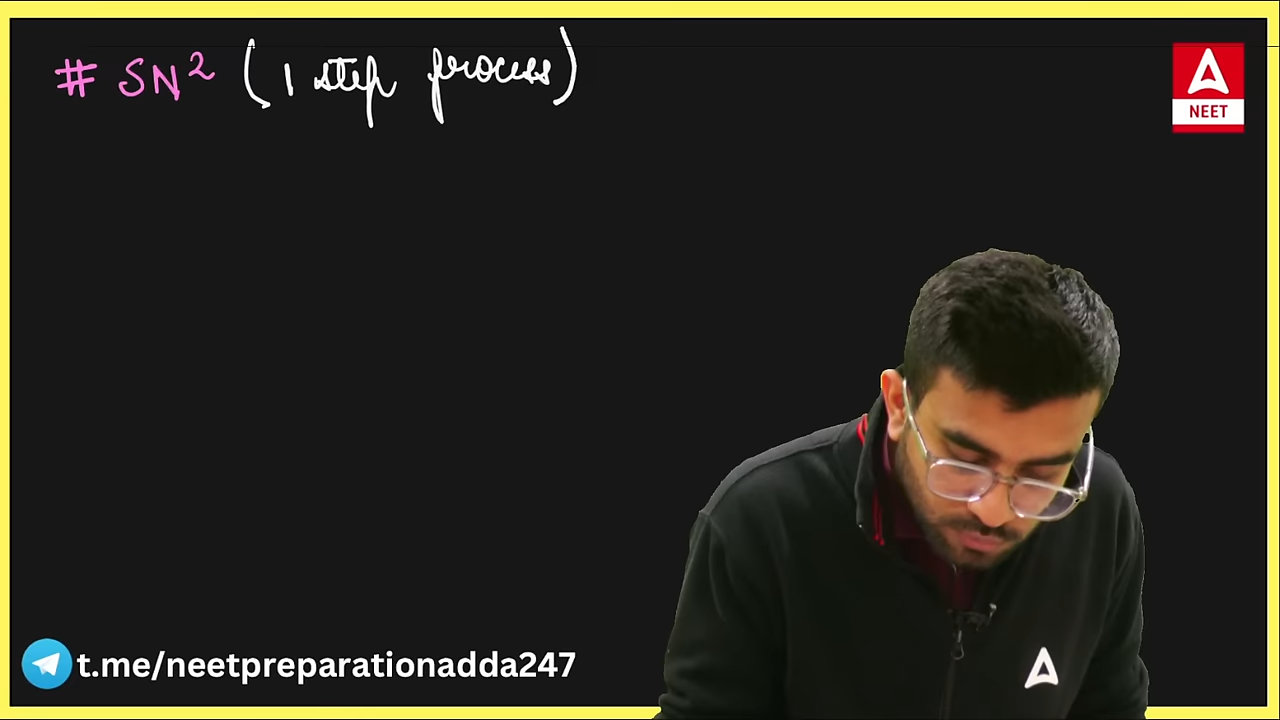 # SN² (1 step process)
NEET
t.me/neetpreparationadda247